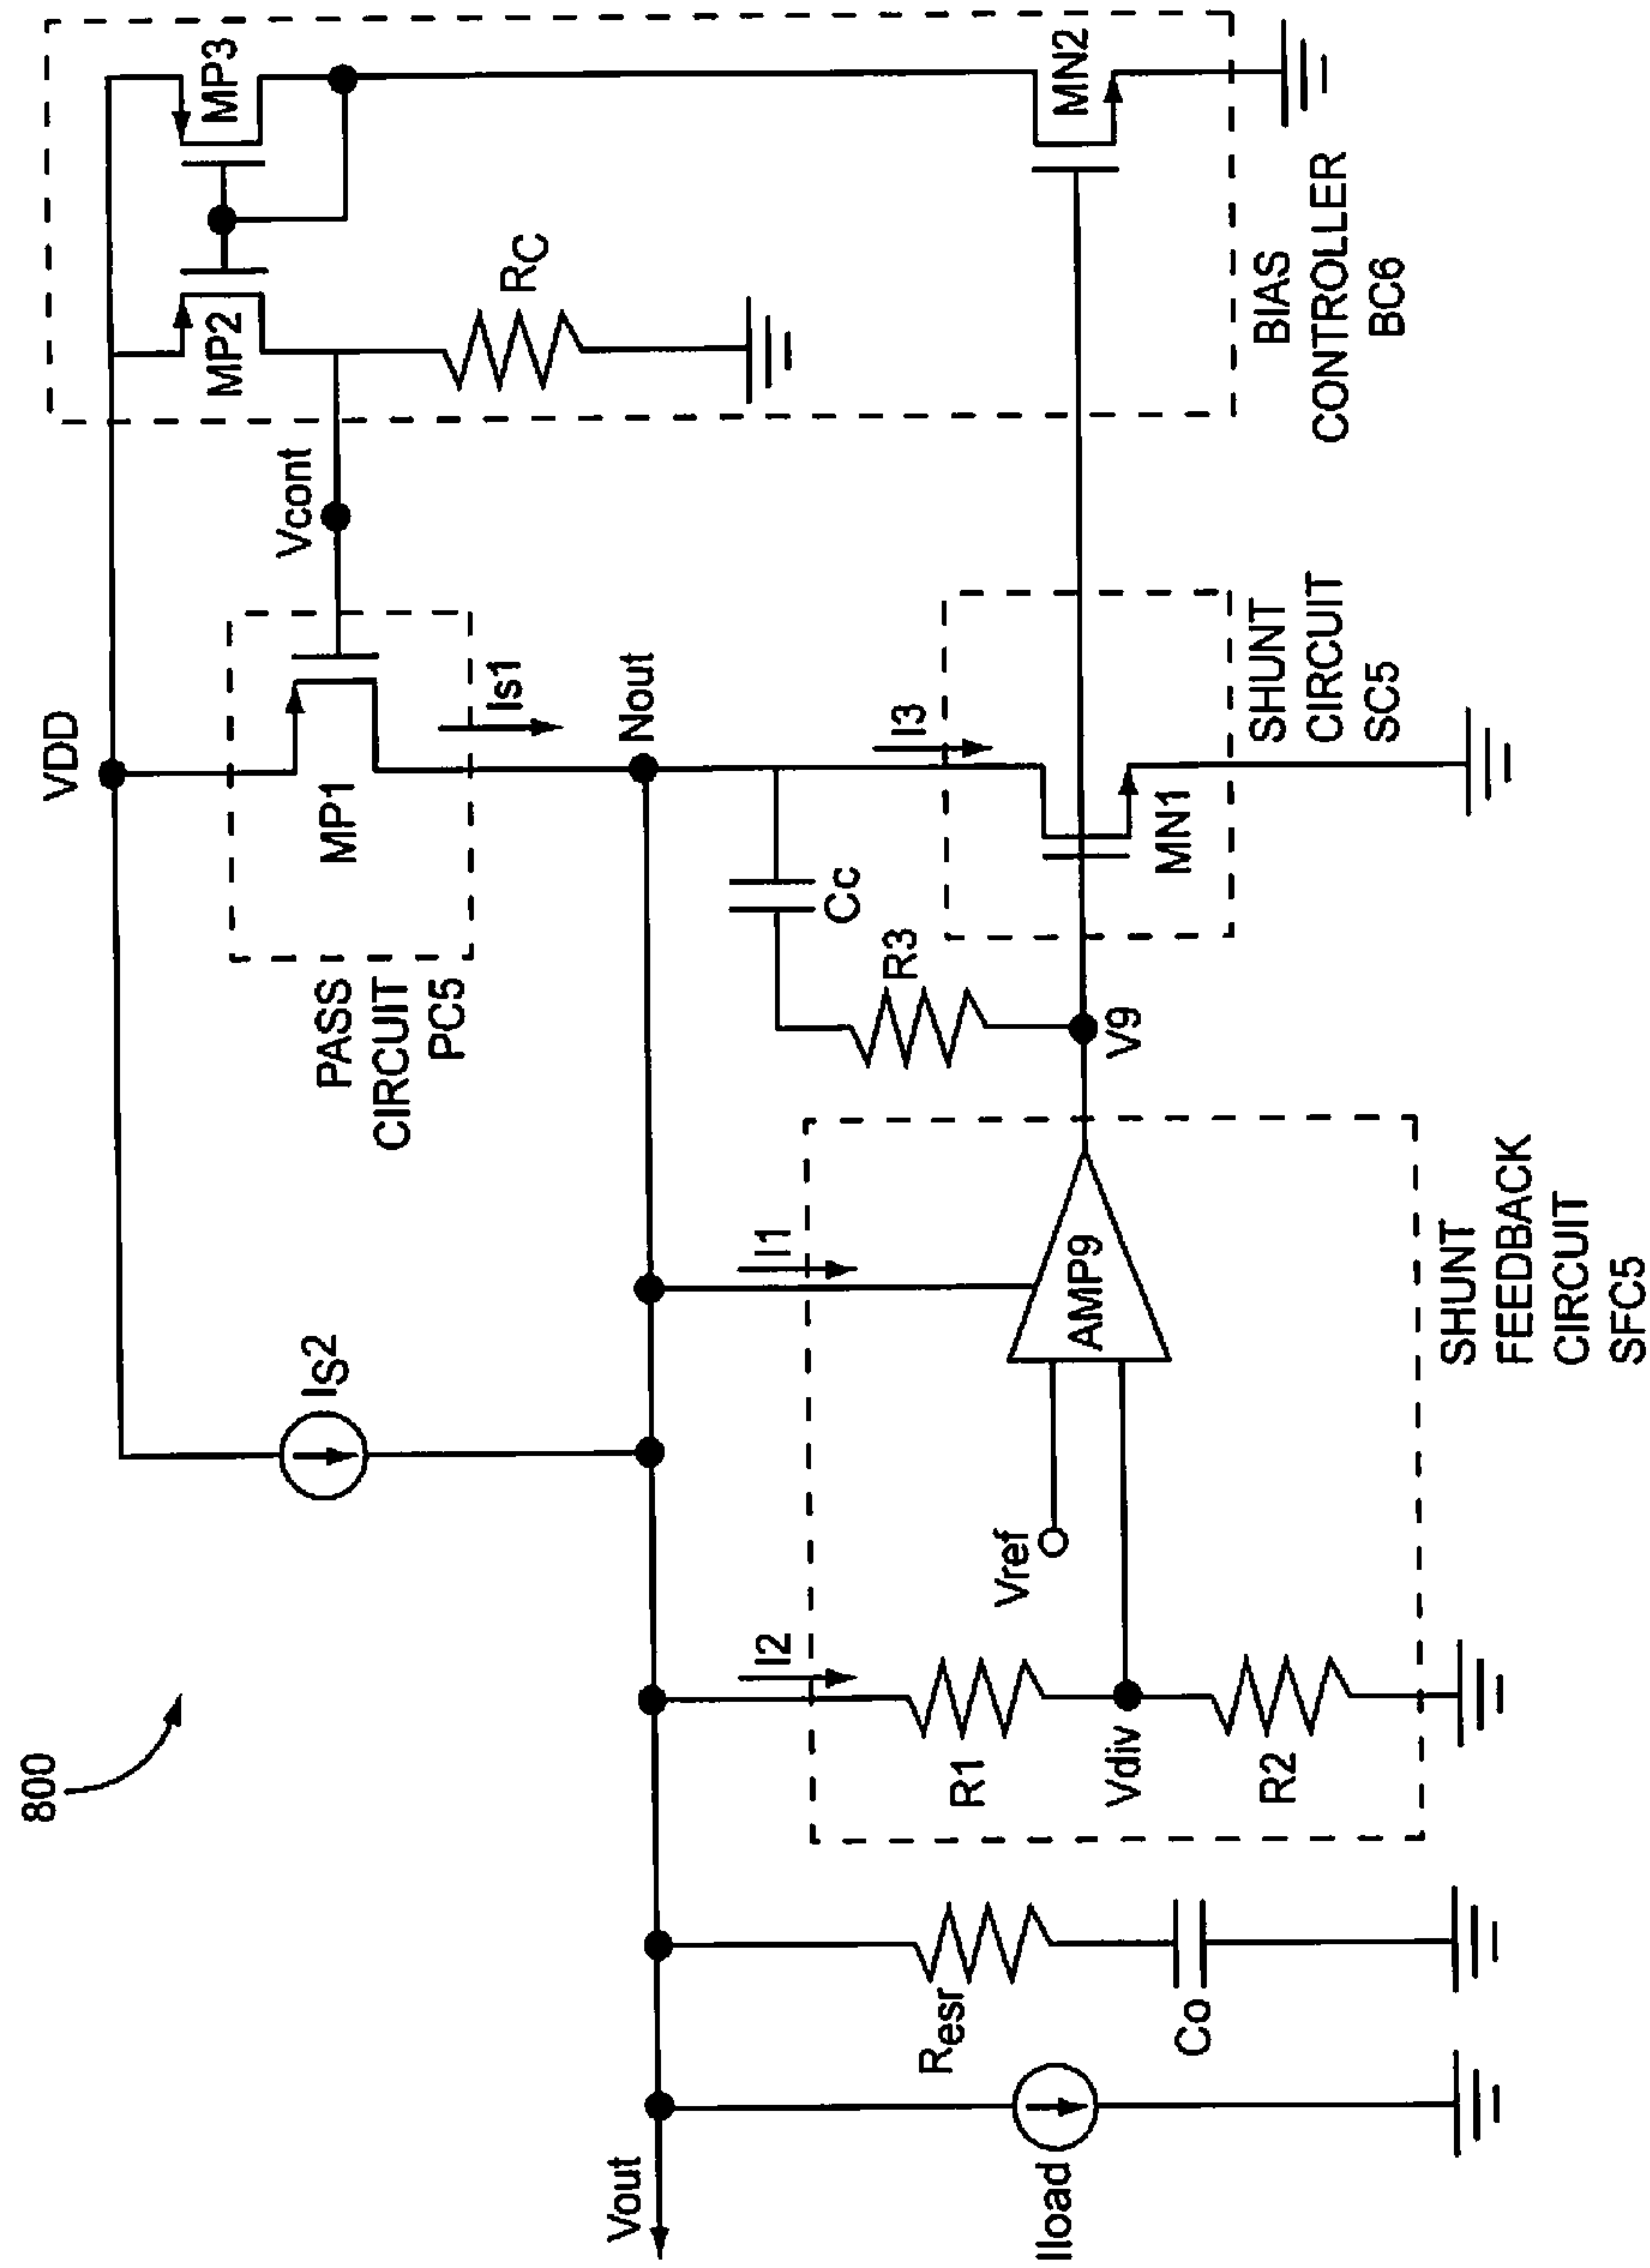 800
VDD
MP3
MP2
RC
Vcont
MP1
PASS
CIRCUIT
PC5
Is1
IS2
Nout
I3
Cc
R3
MN1
SHUNT
CIRCUIT
SC5
MN2
BIAS
CONTROLLER
BC6
V9
I1
AMP9
Vref
I2
R1
Vdiv
R2
SHUNT
FEEDBACK
CIRCUIT
SFC5
Vout
Resr
Co
Iload